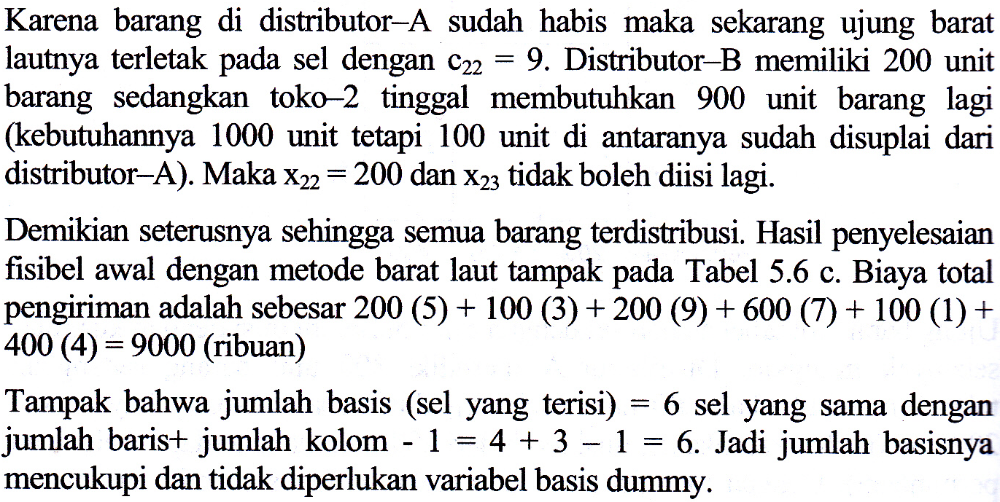 Karena barang di distributor–A sudah habis maka sekarang ujung barat
lautnya terletak pada sel dengan c₂₂ = 9. Distributor–B memiliki 200 unit
barang sedangkan toko–2 tinggal membutuhkan 900 unit barang lagi
(kebutuhannya 1000 unit tetapi 100 unit di antaranya sudah disuplai dari
distributor–A). Maka x₂₂ = 200 dan x₂₃ tidak boleh diisi lagi.
Demikian seterusnya sehingga semua barang terdistribusi. Hasil penyelesaian
fisibel awal dengan metode barat laut tampak pada Tabel 5.6 c. Biaya total
pengiriman adalah sebesar 200 (5) + 100 (3) + 200 (9) + 600 (7) + 100 (1) +
400 (4) = 9000 (ribuan)
Tampak bahwa jumlah basis (sel yang terisi) = 6 sel yang sama dengan
jumlah baris+ jumlah kolom - 1 = 4 + 3 – 1 = 6. Jadi jumlah basisnya
mencukupi dan tidak diperlukan variabel basis dummy.